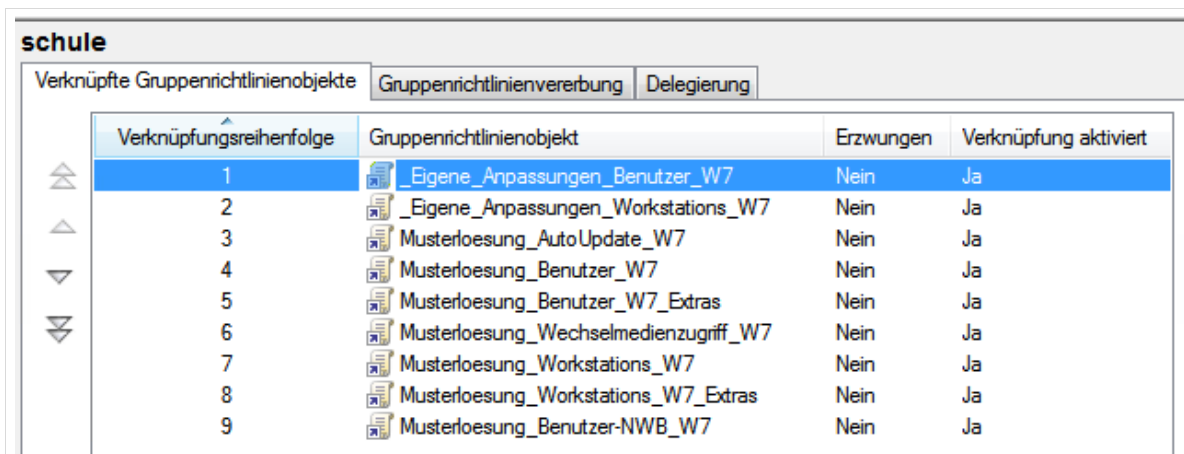 schule
Verknüpfte Gruppenrichtlinienobjekte Gruppenrichtlinienvererbung Delegierung
Verknüpfungsreihenfolge Gruppenrichtlinienobjekt Erzwungen Verknüpfung aktiviert
1 _Eigene_Anpassungen_Benutzer_W7 Nein Ja
2 _Eigene_Anpassungen_Workstations_W7 Nein Ja
3 Musterloesung_AutoUpdate_W7 Nein Ja
4 Musterloesung_Benutzer_W7 Nein Ja
5 Musterloesung_Benutzer_W7_Extras Nein Ja
6 Musterloesung_Wechselmedienzugriff_W7 Nein Ja
7 Musterloesung_Workstations_W7 Nein Ja
8 Musterloesung_Workstations_W7_Extras Nein Ja
9 Musterloesung_Benutzer-NWB_W7 Nein Ja